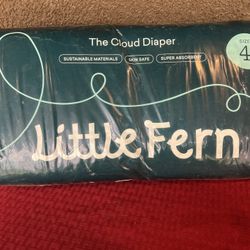 The Cloud Diaper
SUSTAINABLE MATERIALS SKIN SAFE SUPER ABSORBENT
SIZE
4
Little Fern